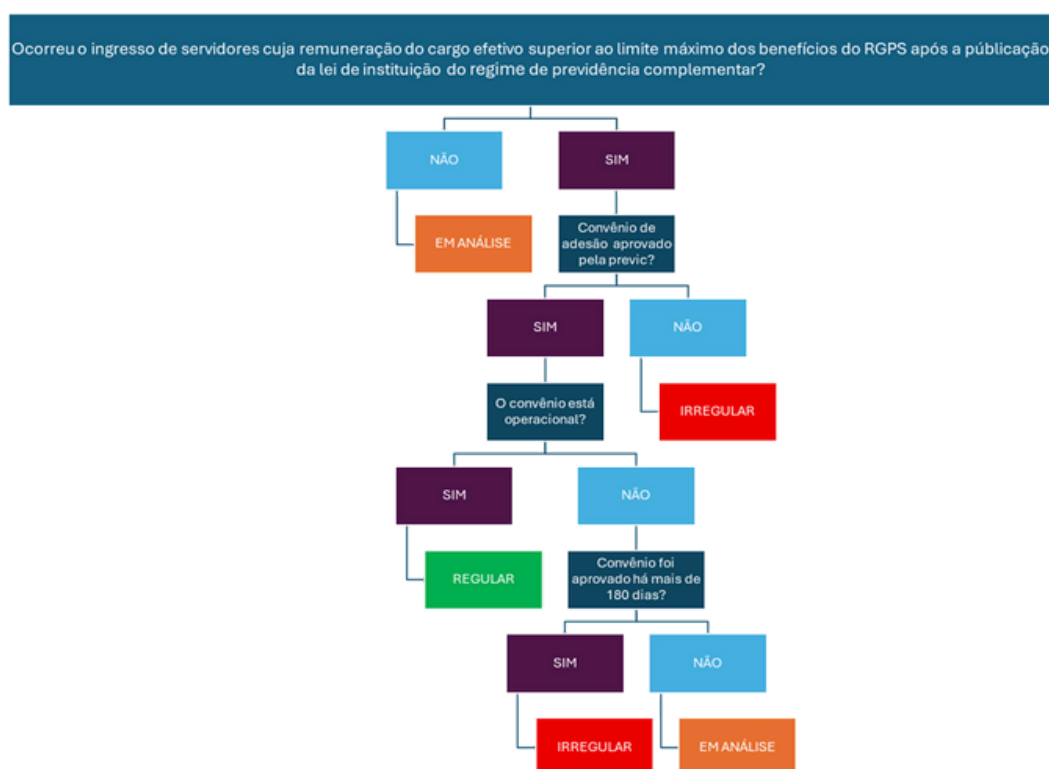 Ocorreu o ingresso de servidores cuja remuneração do cargo efetivo superior ao limite máximo dos benefícios do RGPS após a públicação
da lei de instituição do regime de previdência complementar?
NÃO
SIM
EM ANÁLISE
Convênio de
adesão aprovado
pela previc?
SIM
NÃO
O convênio está
operacional?
IRREGULAR
SIM
NÃO
REGULAR
Convênio foi
aprovado há mais de
180 dias?
SIM
NÃO
IRREGULAR
EM ANÁLISE